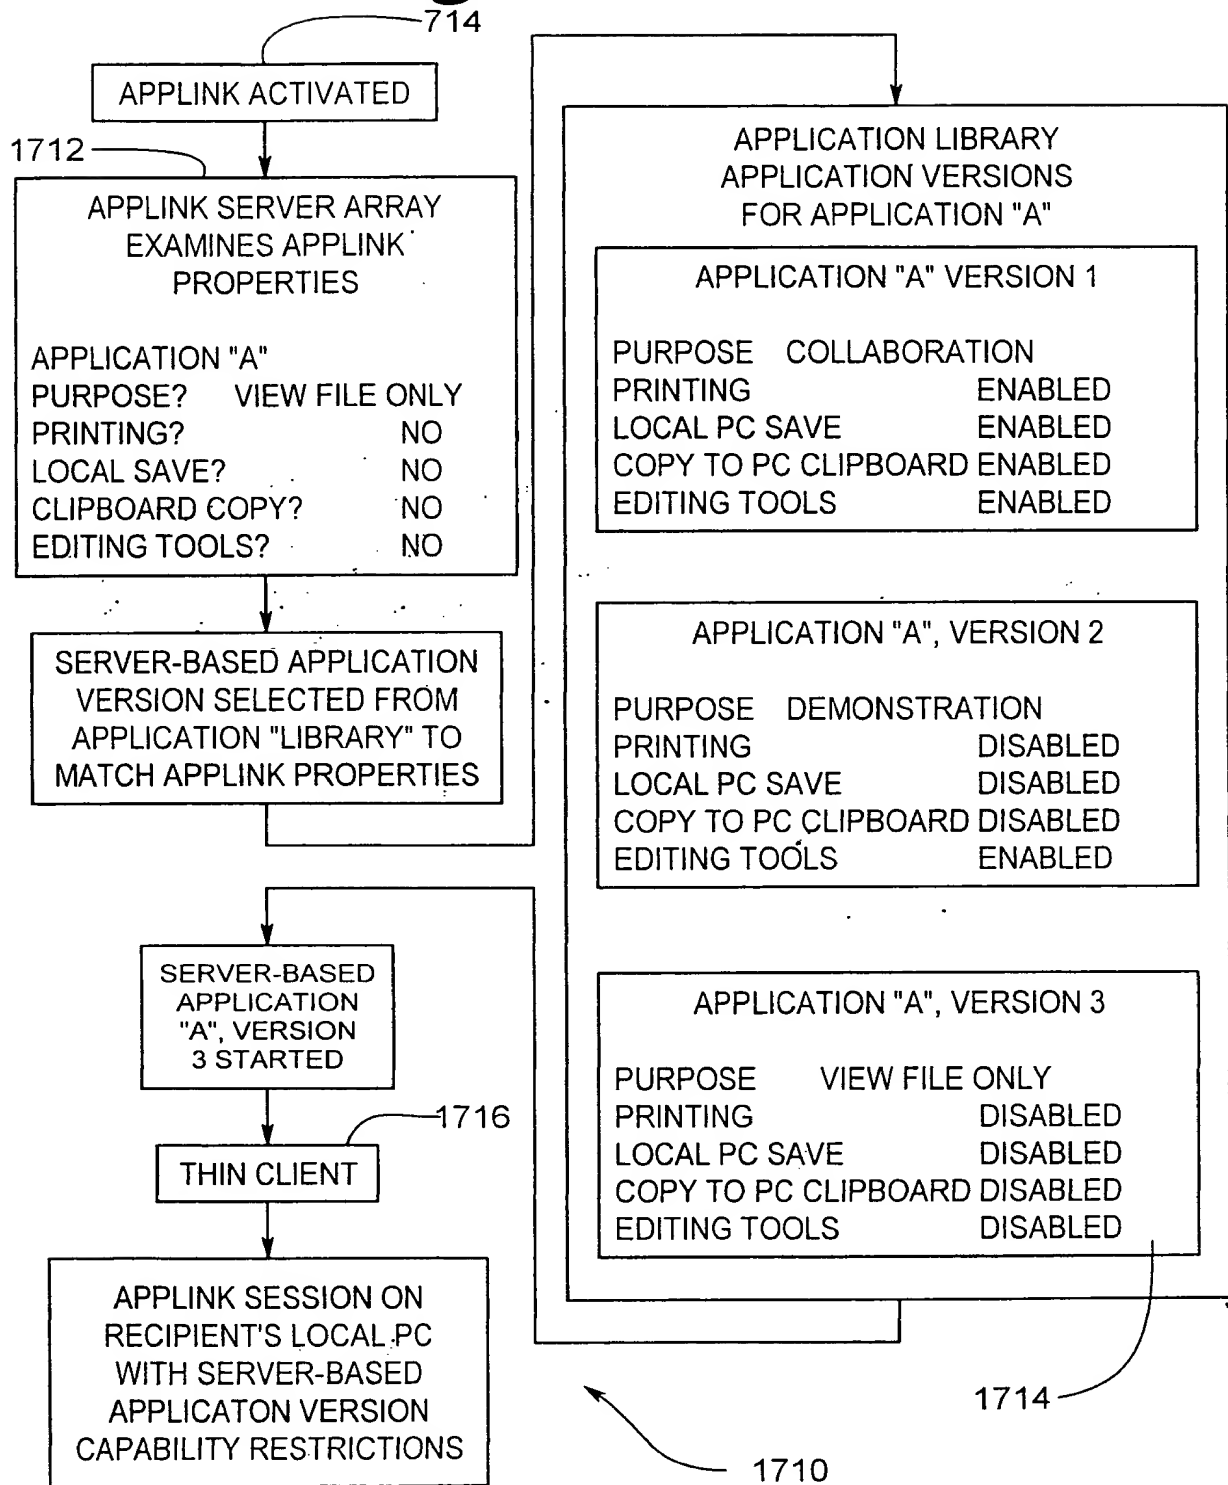 714
APPLINK ACTIVATED
1712
APPLINK SERVER ARRAY
EXAMINES APPLINK
PROPERTIES
APPLICATION "A"
PURPOSE? VIEW FILE ONLY
PRINTING? NO
LOCAL SAVE? NO
CLIPBOARD COPY? NO
EDITING TOOLS? NO
SERVER-BASED APPLICATION
VERSION SELECTED FROM
APPLICATION "LIBRARY" TO
MATCH APPLINK PROPERTIES
APPLICATION LIBRARY
APPLICATION VERSIONS
FOR APPLICATION "A"
APPLICATION "A" VERSION 1
PURPOSE COLLABORATION
PRINTING ENABLED
LOCAL PC SAVE ENABLED
COPY TO PC CLIPBOARD ENABLED
EDITING TOOLS ENABLED
APPLICATION "A", VERSION 2
PURPOSE DEMONSTRATION
PRINTING DISABLED
LOCAL PC SAVE DISABLED
COPY TO PC CLIPBOARD DISABLED
EDITING TOOLS ENABLED
APPLICATION "A", VERSION 3
PURPOSE VIEW FILE ONLY
PRINTING DISABLED
LOCAL PC SAVE DISABLED
COPY TO PC CLIPBOARD DISABLED
EDITING TOOLS DISABLED
1714
SERVER-BASED
APPLICATION
"A", VERSION
3 STARTED
1716
THIN CLIENT
APPLINK SESSION ON
RECIPIENT'S LOCAL PC
WITH SERVER-BASED
APPLICATON VERSION
CAPABILITY RESTRICTIONS
1710